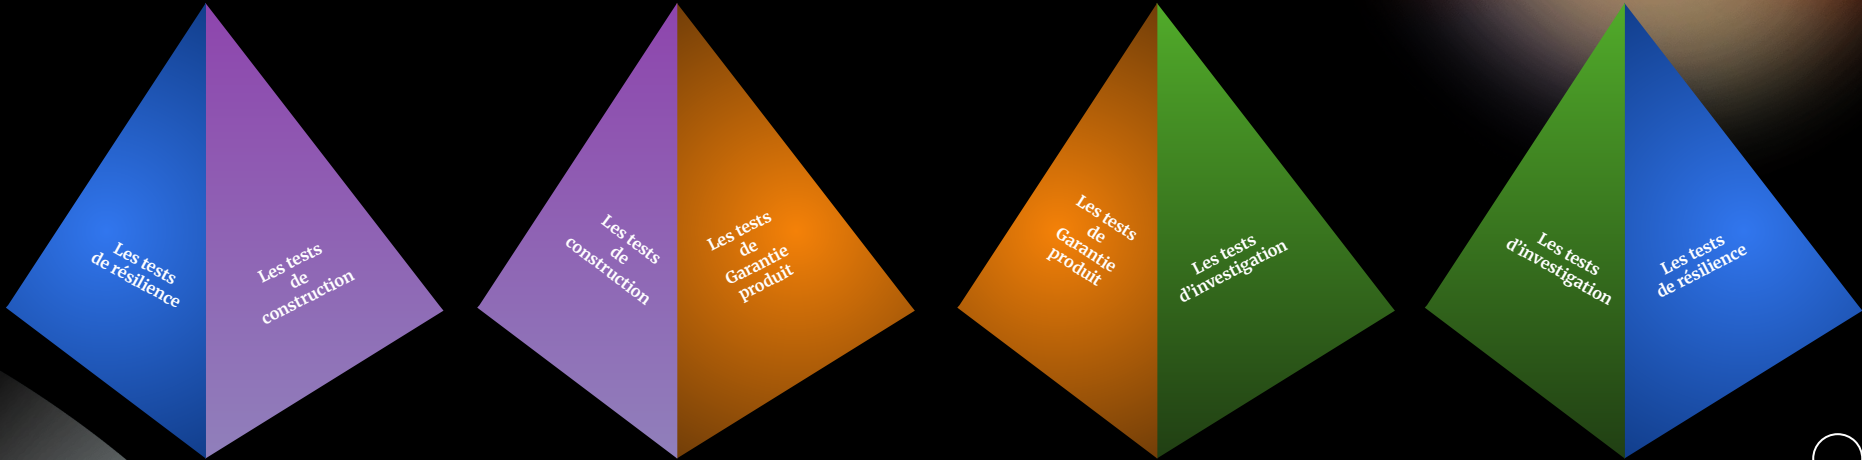 Les tests
de résilience
Les tests
de
construction
Les tests
de
construction
Les tests
de
Garantie
produit
Les tests
de
Garantie
produit
Les tests
d'investigation
Les tests
d'investigation
Les tests
de résilience